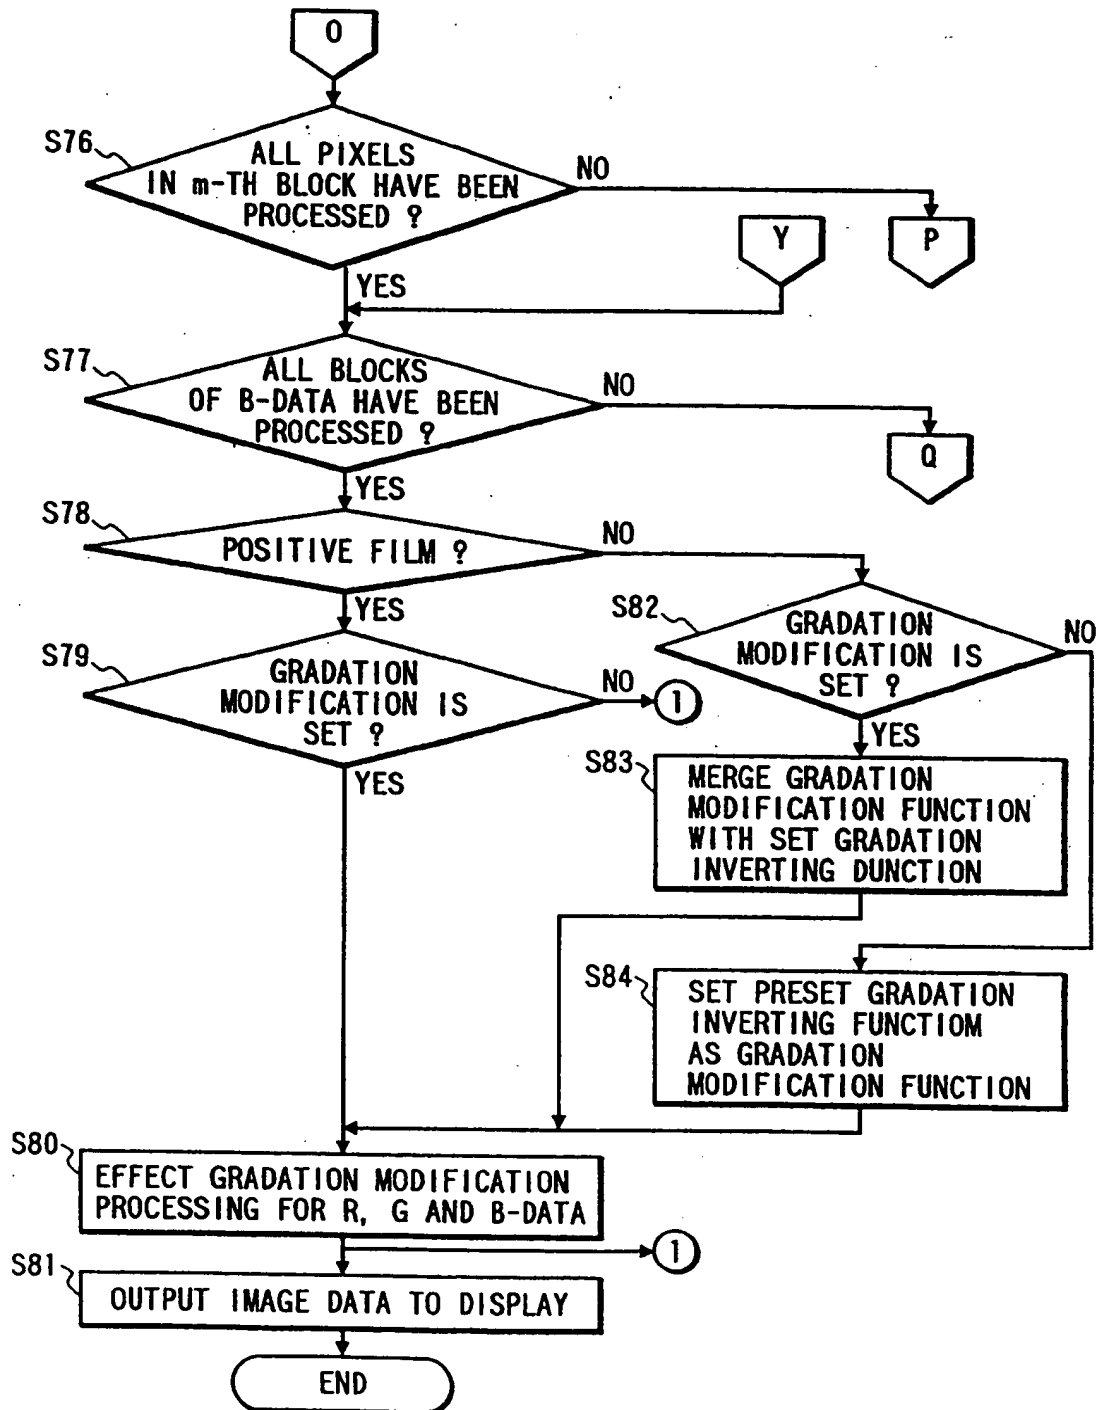 O
S76
ALL PIXELS
IN m-TH BLOCK HAVE BEEN
PROCESSED ?
NO
P
Y
YES
S77
ALL BLOCKS
OF B-DATA HAVE BEEN
PROCESSED ?
NO
Q
YES
S78
POSITIVE FILM ?
NO
YES
S79
GRADATION
MODIFICATION IS
SET ?
NO
1
YES
S82
GRADATION
MODIFICATION IS
SET ?
NO
YES
S83
MERGE GRADATION
MODIFICATION FUNCTION
WITH SET GRADATION
INVERTING DUNCTION
S84
SET PRESET GRADATION
INVERTING FUNCTIOM
AS GRADATION
MODIFICATION FUNCTION
S80
EFFECT GRADATION MODIFICATION
PROCESSING FOR R, G AND B-DATA
1
S81
OUTPUT IMAGE DATA TO DISPLAY
END